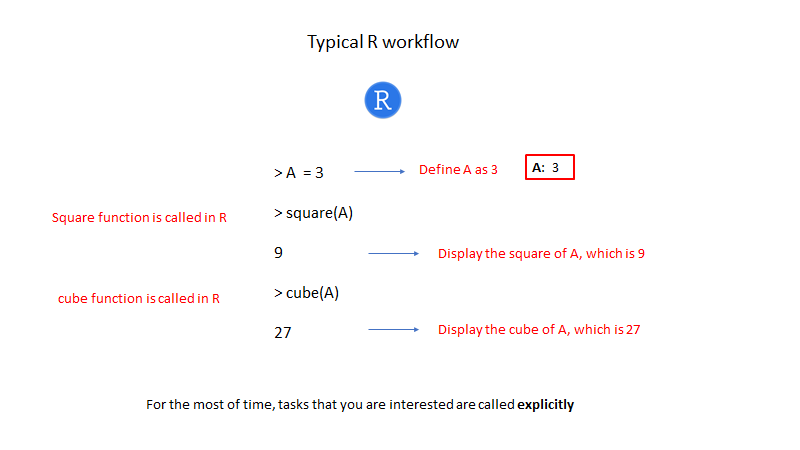 Typical R workflow
R
> A = 3
Define A as 3
A: 3
Square function is called in R
> square(A)
9
Display the square of A, which is 9
cube function is called in R
> cube(A)
27
Display the cube of A, which is 27
For the most of time, tasks that you are interested are called explicitly